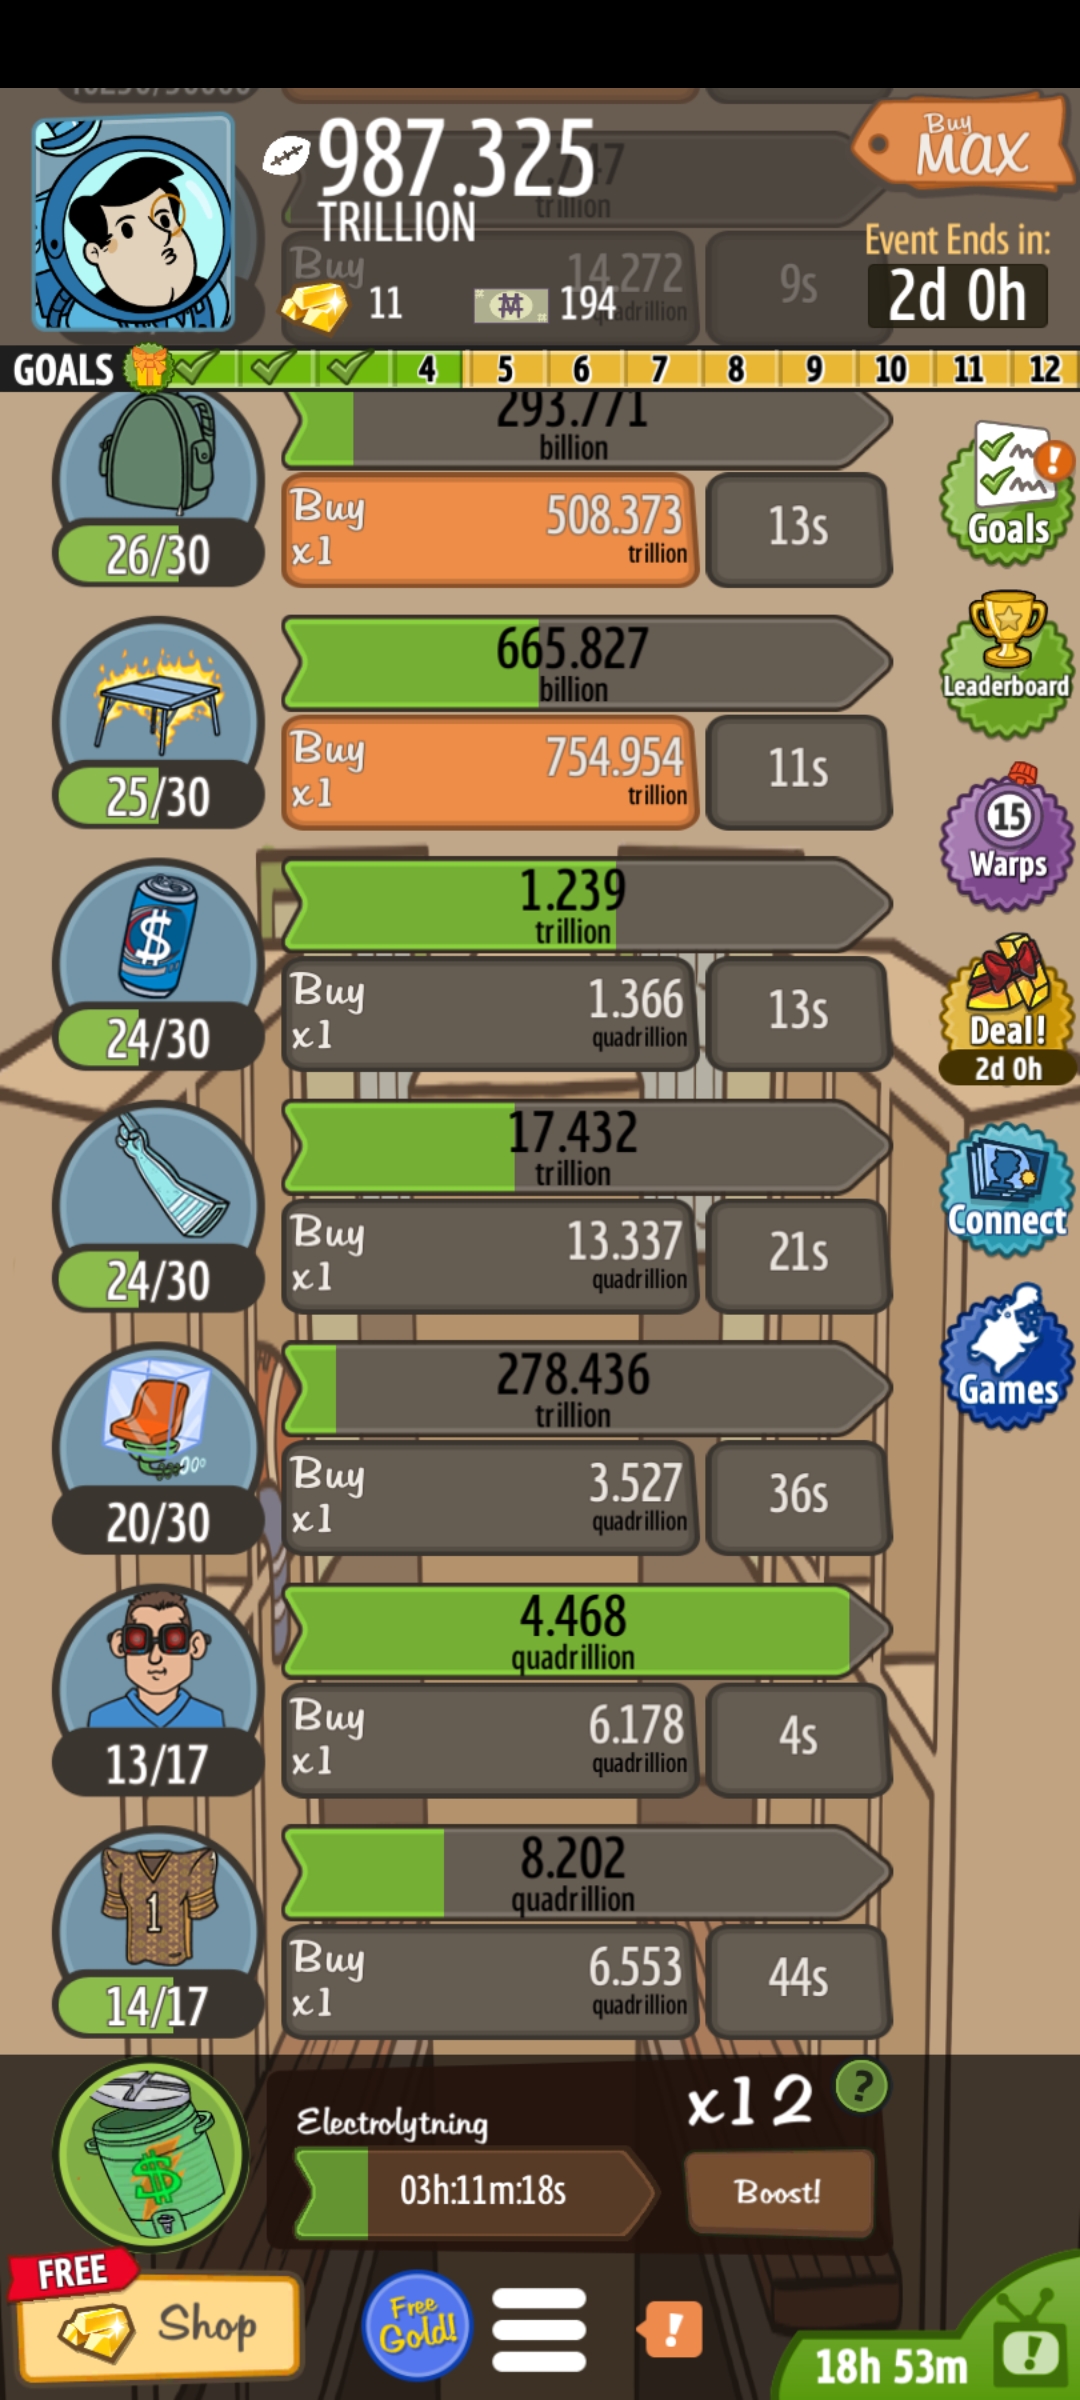 987.325
TRILLION
Buy
MAX
trillion
Buy
14.272
quadrillion
9s
11
194
Event Ends in:
2d 0h
GOALS
4
5
6
7
8
9
10
11
12
293.771
billion
26/30
Buy
x1
508.373
trillion
13s
Goals
665.827
billion
25/30
Buy
x1
754.954
trillion
11s
Leaderboard
1.239
trillion
$
24/30
Buy
x1
1.366
quadrillion
13s
15
Warps
Deal!
2d 0h
17.432
trillion
24/30
Buy
x1
13.337
quadrillion
21s
Connect
278.436
trillion
20/30
Buy
x1
3.527
quadrillion
36s
Games
4.468
quadrillion
13/17
Buy
x1
6.178
quadrillion
4s
8.202
quadrillion
1
14/17
Buy
x1
6.553
quadrillion
44s
$
Electrolytning
03h:11m:18s
x12
?
Boost!
FREE
Shop
Free
Gold!
!
18h 53m
!